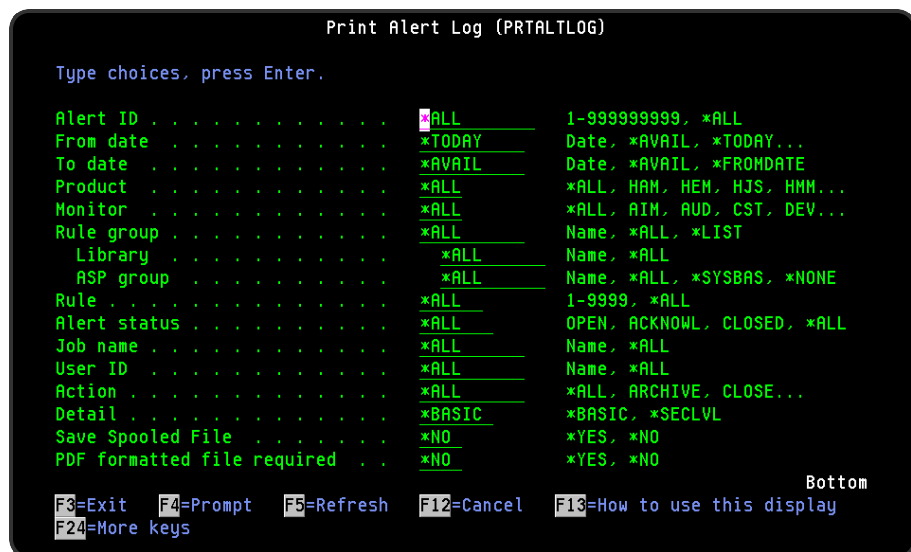 Print Alert Log (PRTALTLOG)
Type choices, press Enter.
Alert ID . . . . . . . . . . . . *ALL 1-999999999, *ALL
From date . . . . . . . . . . . *TODAY Date, *AVAIL, *TODAY...
To date . . . . . . . . . . . . *AVAIL Date, *AVAIL, *FROMDATE
Product . . . . . . . . . . . . *ALL *ALL, HAM, HEM, HJS, HMM...
Monitor . . . . . . . . . . . . *ALL *ALL, AIM, AUD, CST, DEV...
Rule group . . . . . . . . . . . *ALL Name, *ALL, *LIST
Library . . . . . . . . . . . *ALL Name, *ALL
ASP group . . . . . . . . . . *ALL Name, *ALL, *SYSBAS, *NONE
Rule . . . . . . . . . . . . . . *ALL 1-9999, *ALL
Alert status . . . . . . . . . . *ALL OPEN, ACKNOWL, CLOSED, *ALL
Job name . . . . . . . . . . . . *ALL Name, *ALL
User ID . . . . . . . . . . . . *ALL Name, *ALL
Action . . . . . . . . . . . . . *ALL *ALL, ARCHIVE, CLOSE...
Detail . . . . . . . . . . . . . *BASIC *BASIC, *SECLVL
Save Spooled File . . . . . . . *NO *YES, *NO
PDF formatted file required . . *NO *YES, *NO
Bottom
F3=Exit F4=Prompt F5=Refresh F12=Cancel F13=How to use this display
F24=More keys